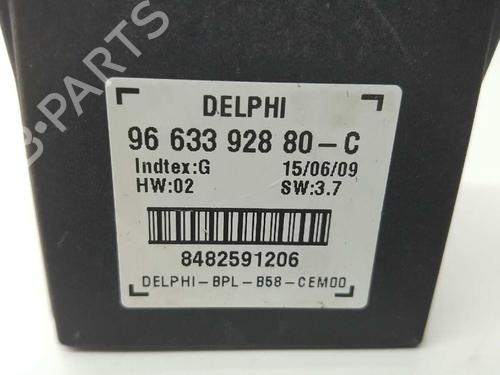 DELPHI
96 633 928 80-C
Indtex:G 15/06/09
HW:02 SW:3.7
8482591206
DELPHI-BPL-B58-CEM00
B-PARTS